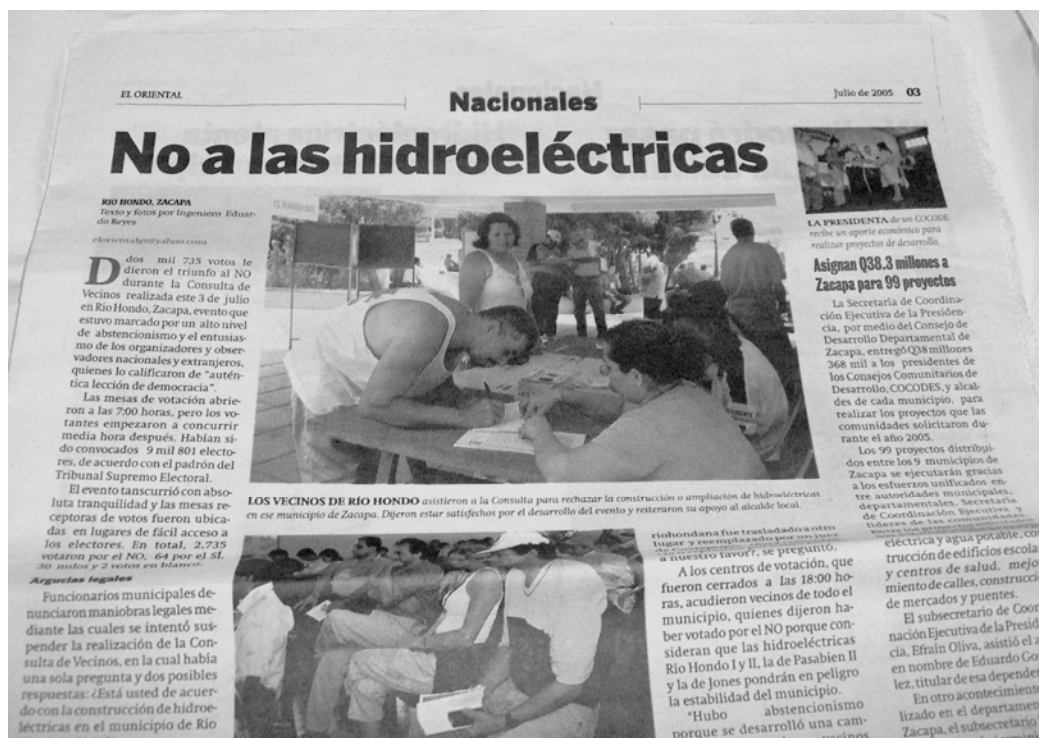 EL ORIENTAL
Nacionales
Julio de 2005 03
No a las hidroeléctricas
RIO HONDO, ZACAPA
Texto y fotos por Ingeniero Eduar-
do Reyes
elorientalgt@yahoo.com
Ddos mil 735 votos le
dieron el triunfo al NO
durante la Consulta de
Vecinos realizada este 3 de julio
en Río Hondo, Zacapa, evento que
estuvo marcado por un alto nivel
de abstencionismo y el entusias-
mo de los organizadores y obser-
vadores nacionales y extranjeros,
quienes lo calificaron de "autén-
tica lección de democracia".
Las mesas de votación abrie-
ron a las 7:00 horas, pero los vo-
tantes empezaron a concurrir
media hora después. Habían si-
do convocados 9 mil 801 electo-
res, de acuerdo con el padrón del
Tribunal Supremo Electoral.
El evento tanscurrió con abso-
luta tranquilidad y las mesas re-
ceptoras de votos fueron ubica-
das en lugares de fácil acceso a
los electores. En total, 2,735
votaron por el NO, 64 por el SI,
30 nulos y 2 votos en blanco.
Argucias legales
Funcionarios municipales de-
nunciaron maniobras legales me-
diante las cuales se intentó sus-
pender la realización de la Con-
sulta de Vecinos, en la cual había
una sola pregunta y dos posibles
respuestas: ¿Está usted de acuer-
do con la construcción de hidroe-
léctricas en el municipio de Río
LOS VECINOS DE RÍO HONDO asistieron a la Consulta para rechazar la construcción o ampliación de hidroeléctricas
en ese municipio de Zacapa. Dijeron estar satisfechos por el desarrollo del evento y reiteraron su apoyo al alcalde local.
riohondana fue trasladado a otro
lugar y reemplazado por un juez
a nuestro favor?, se preguntó.
A los centros de votación, que
fueron cerrados a las 18:00 ho-
ras, acudieron vecinos de todo el
municipio, quienes dijeron ha-
ber votado por el NO porque con-
sideran que las hidroeléctricas
Río Hondo I y II, la de Pasabien II
y la de Jones pondrán en peligro
la estabilidad del municipio.
"Hubo abstencionismo
porque se desarrolló una cam-
LA PRESIDENTA de un COCODE
recibe un aporte económico para
realizar proyectos de desarrollo.
Asignan Q38.3 millones a
Zacapa para 99 proyectos
La Secretaría de Coordina-
ción Ejecutiva de la Presiden-
cia, por medio del Consejo de
Desarrollo Departamental de
Zacapa, entregó Q38 millones
368 mil a los presidentes de
los Consejos Comunitarios de
Desarrollo, COCODES, y alcal-
des de cada municipio, para
realizar los proyectos que las
comunidades solicitaron du-
rante el año 2005.
Los 99 proyectos distribui-
dos entre los 9 municipios de
Zacapa se ejecutarán gracias
a los esfuerzos unificados en-
tre autoridades municipales,
departamentales, Secretaría
de Coordinación Ejecutiva y
líderes de las comunidades
eléctrica y agua potable, con
trucción de edificios escola
y centros de salud, mejo
miento de calles, construcci
de mercados y puentes.
El subsecretario de Coor
nación Ejecutiva de la Presid
cia, Efraín Oliva, asistió el a
en nombre de Eduardo Go
lez, titular de esa dependen
En otro acontecimiento
lizado en el departamen
Zacapa, el subsecretario